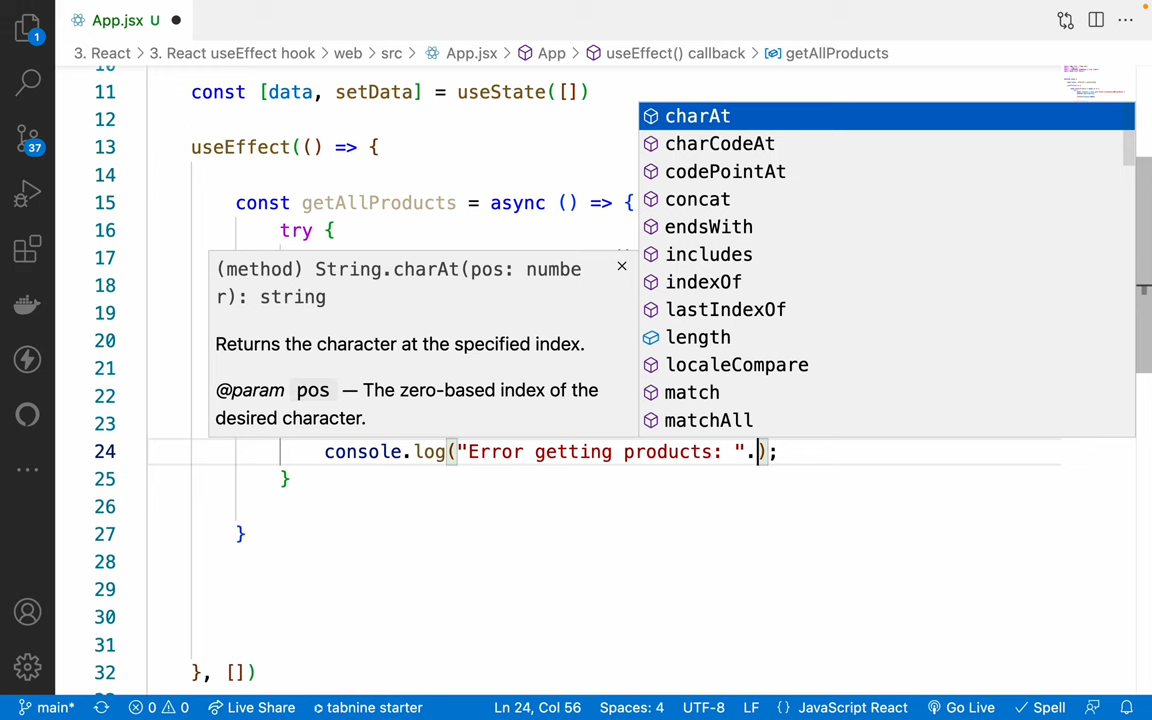 App.jsx U
1
3. React > 3. React useEffect hook > web > src > App.jsx > App > useEffect() callback > getAllProducts
11 const [data, setData] = useState([])
12
13 useEffect(() => {
14
15 const getAllProducts = async () => {
16 try {
17
18
19
20
21
22
23
24 console.log("Error getting products: ".);
25 }
26
27 }
28
29
30
31
32 }, [])
charAt
charCodeAt
codePointAt
concat
endsWith
includes
indexOf
lastIndexOf
length
localeCompare
match
matchAll
(method) String.charAt(pos: numbe
r): string
Returns the character at the specified index.
@param pos — The zero-based index of the
desired character.
37
main* 0 0 Live Share tabnine starter Ln 24, Col 56 Spaces: 4 UTF-8 LF {} JavaScript React Go Live Spell